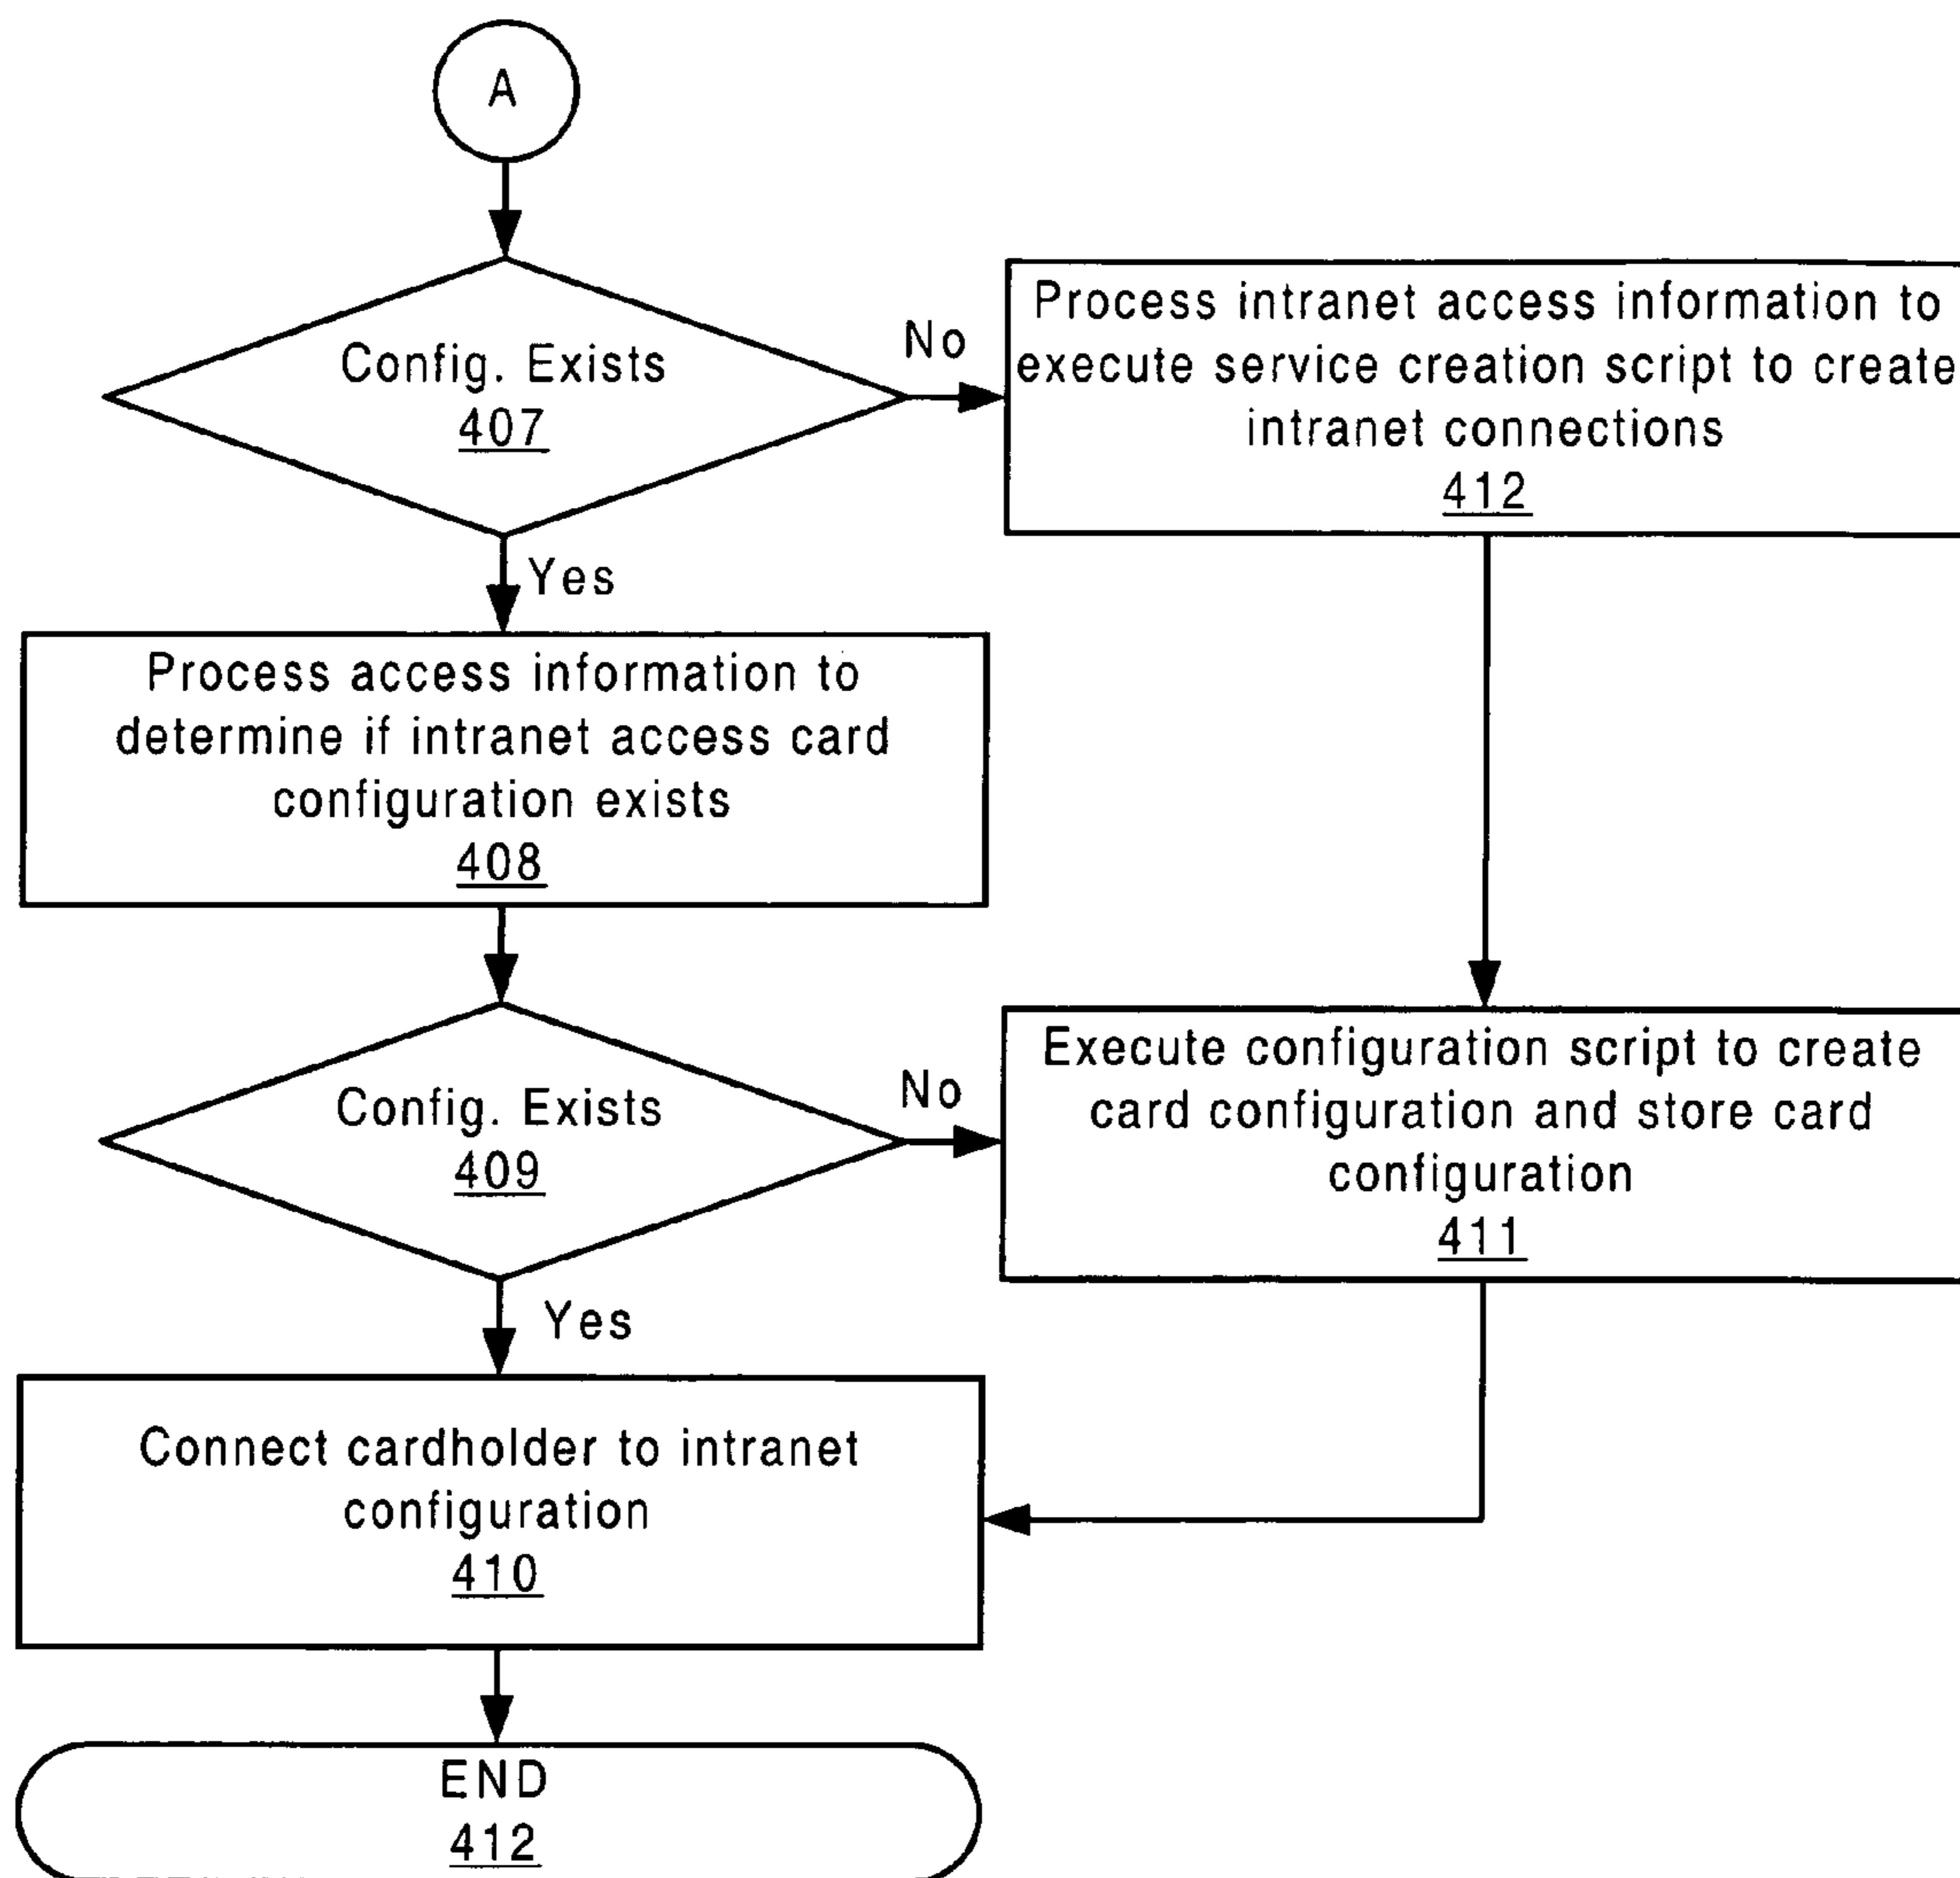 A
Config. Exists
407
No
Process intranet access information to
execute service creation script to create
intranet connections
412
Yes
Process access information to
determine if intranet access card
configuration exists
408
Config. Exists
409
No
Execute configuration script to create
card configuration and store card
configuration
411
Yes
Connect cardholder to intranet
configuration
410
END
412